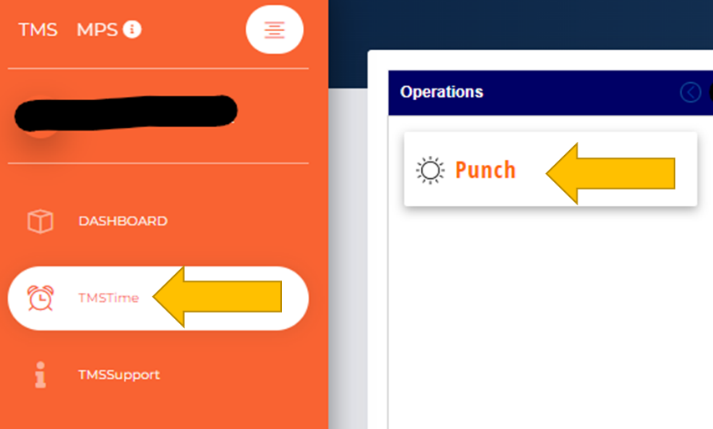 TMS MPS
DASHBOARD
TMSTime
TMSSupport
Operations
Punch